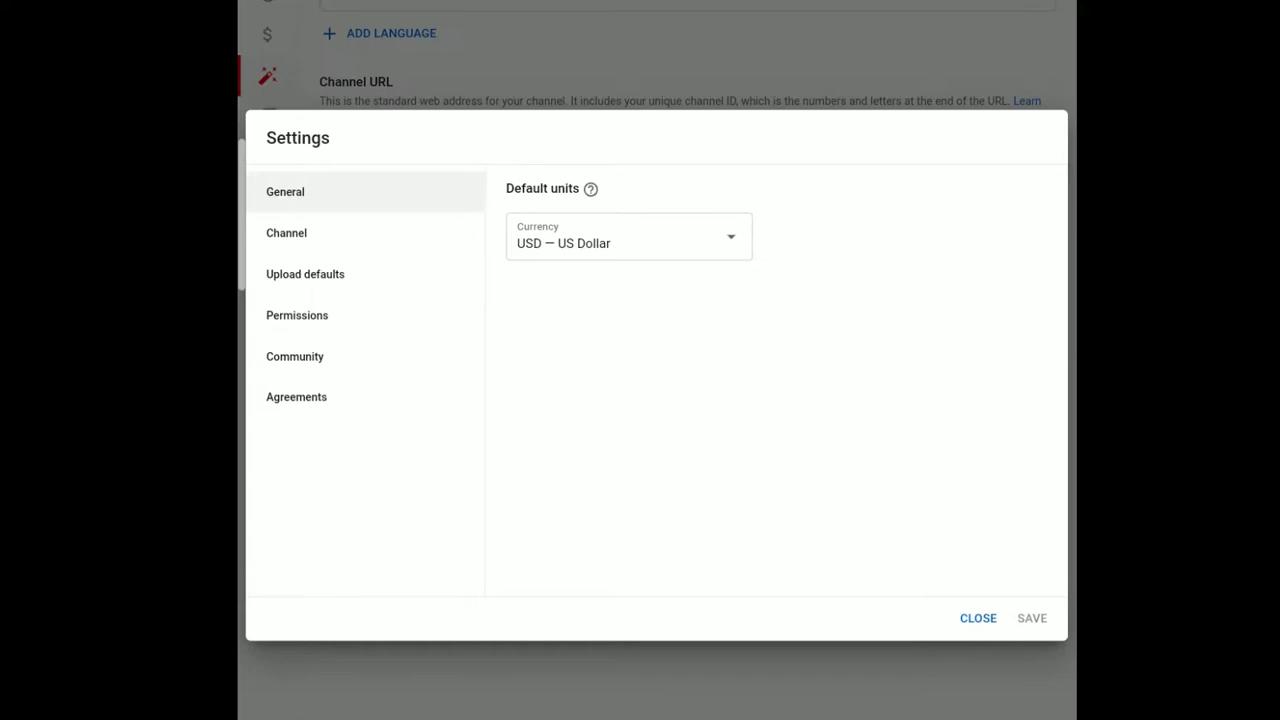 $
ADD LANGUAGE
Channel URL
This is the standard web address for your channel. It includes your unique channel ID, which is the numbers and letters at the end of the URL. Learn
Settings
General
Channel
Upload defaults
Permissions
Community
Agreements
Default units
Currency
USD — US Dollar
CLOSE
SAVE